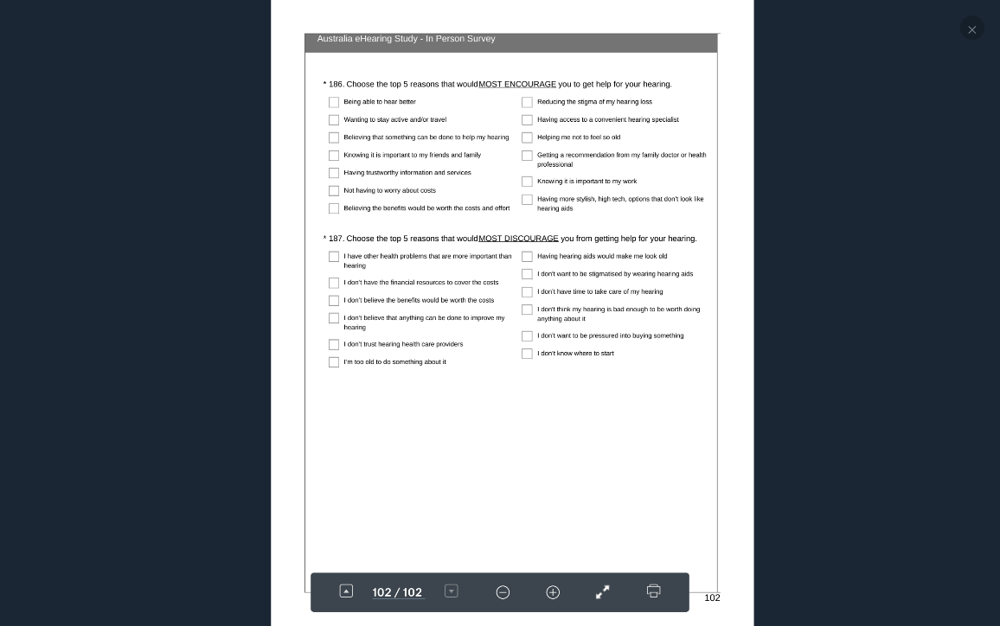 Australia eHearing Study - In Person Survey
* 186. Choose the top 5 reasons that would MOST ENCOURAGE you to get help for your hearing.
Being able to hear better
Wanting to stay active and/or travel
Believing that something can be done to help my hearing
Knowing it is important to my friends and family
Having trustworthy information and services
Not having to worry about costs
Believing the benefits would be worth the costs and effort
Reducing the stigma of my hearing loss
Having access to a convenient hearing specialist
Helping me not to feel so old
Getting a recommendation from my family doctor or health
professional
Knowing it is important to my work
Having more stylish, high tech, options that don't look like
hearing aids
* 187. Choose the top 5 reasons that would MOST DISCOURAGE you from getting help for your hearing.
I have other health problems that are more important than
hearing
I don't have the financial resources to cover the costs
I don't believe the benefits would be worth the costs
I don't believe that anything can be done to improve my
hearing
I don't trust hearing health care providers
I'm too old to do something about it
Having hearing aids would make me look old
I don't want to be stigmatised by wearing hearing aids
I don't have time to take care of my hearing
I don't think my hearing is bad enough to be worth doing
anything about it
I don't want to be pressured into buying something
I don't know where to start
102 / 102
102